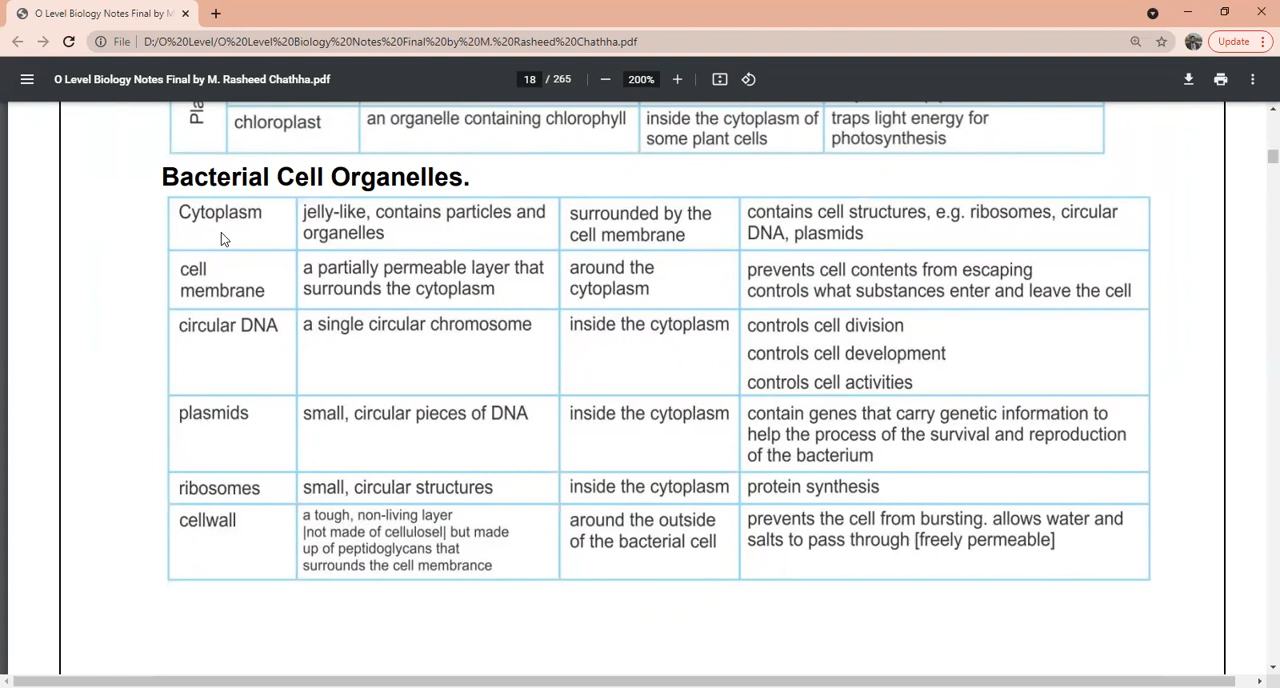 O Level Biology Notes Final by M
File D:/O%20Level/O%20Level%20Biology%20Notes%20Final%20by%20M.%20Rasheed%20Chathha.pdf
Update
O Level Biology Notes Final by M. Rasheed Chathha.pdf
18 / 265
200%
Pla
chloroplast
an organelle containing chlorophyll
inside the cytoplasm of
some plant cells
traps light energy for
photosynthesis
Bacterial Cell Organelles.
Cytoplasm
jelly-like, contains particles and
organelles
surrounded by the
cell membrane
contains cell structures, e.g. ribosomes, circular
DNA, plasmids
cell
membrane
a partially permeable layer that
surrounds the cytoplasm
around the
cytoplasm
prevents cell contents from escaping
controls what substances enter and leave the cell
circular DNA
a single circular chromosome
inside the cytoplasm
controls cell division
controls cell development
controls cell activities
plasmids
small, circular pieces of DNA
inside the cytoplasm
contain genes that carry genetic information to
help the process of the survival and reproduction
of the bacterium
ribosomes
small, circular structures
inside the cytoplasm
protein synthesis
cellwall
a tough, non-living layer
|not made of cellulosel| but made
up of peptidoglycans that
surrounds the cell membrance
around the outside
of the bacterial cell
prevents the cell from bursting. allows water and
salts to pass through [freely permeable]